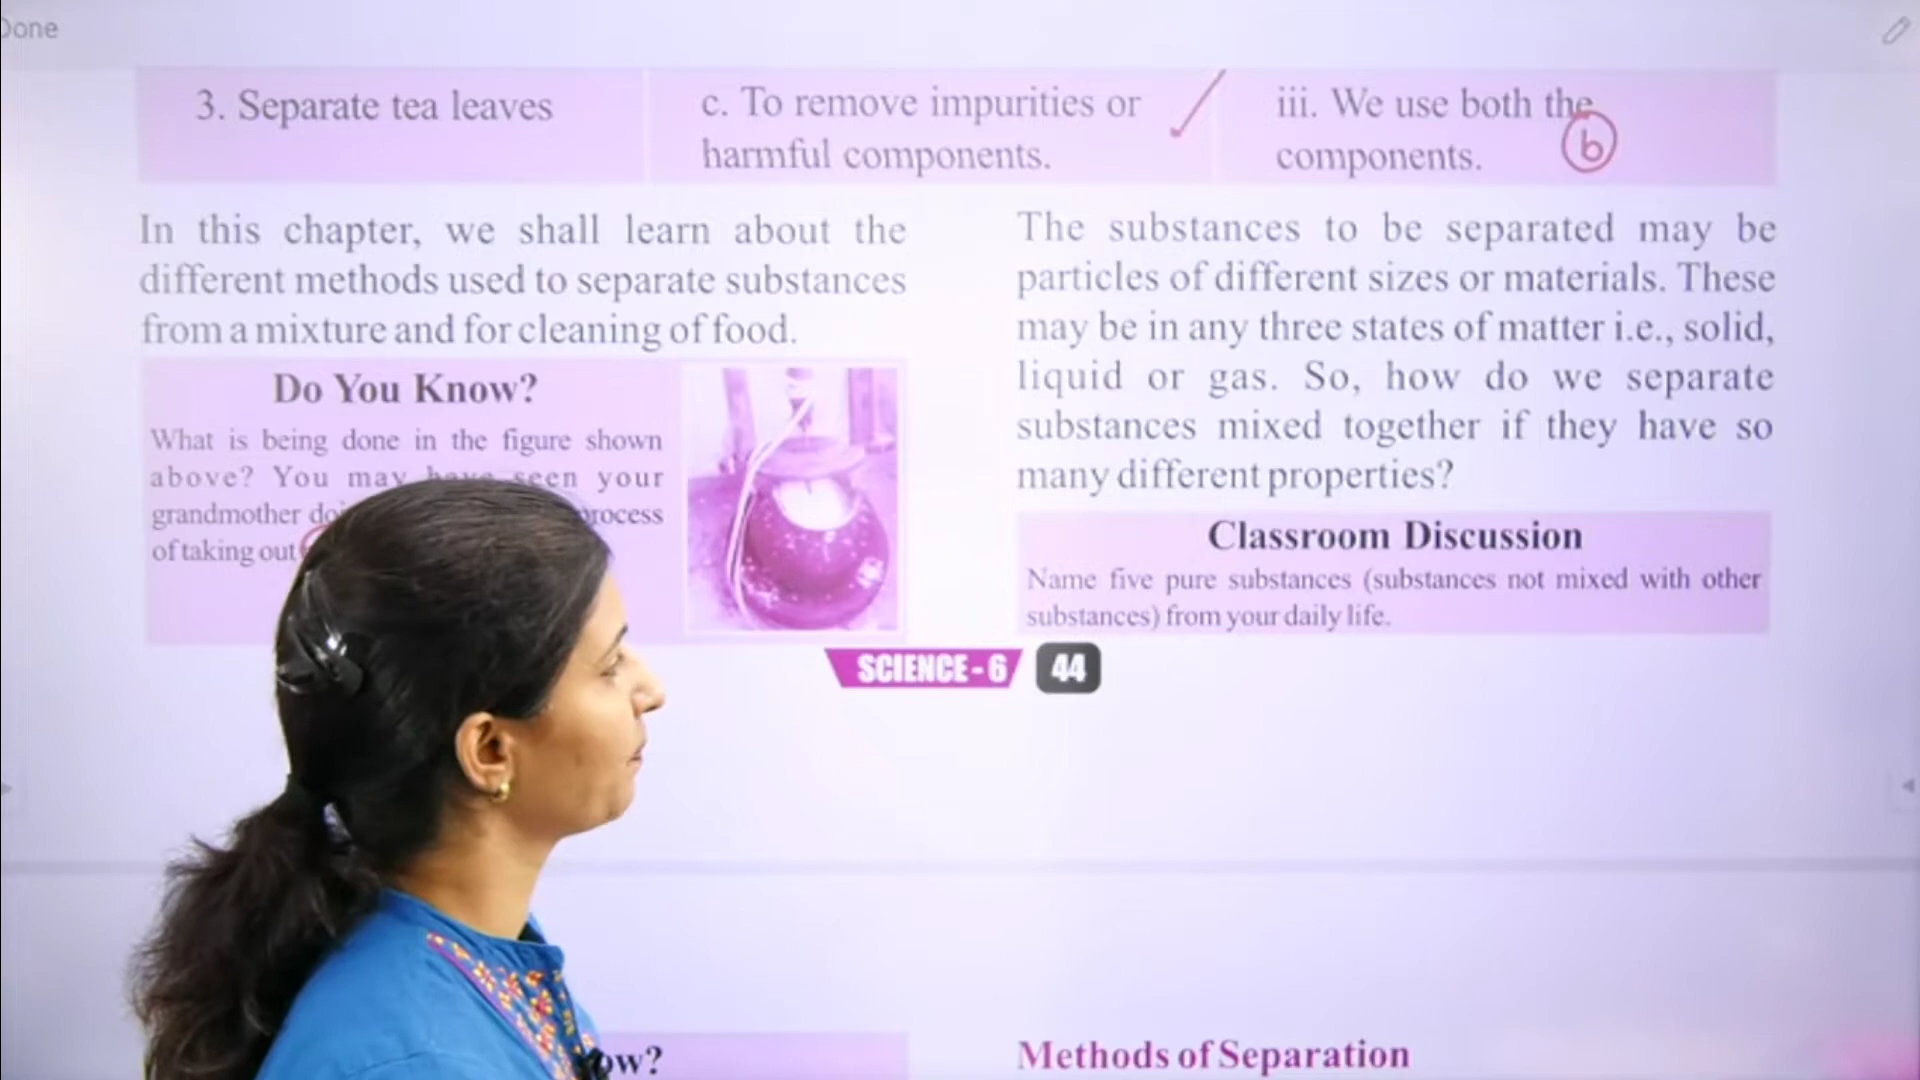 Done
3. Separate tea leaves
c. To remove impurities or
harmful components.
iii. We use both the
components.
b
In this chapter, we shall learn about the
different methods used to separate substances
from a mixture and for cleaning of food.
Do You Know?
What is being done in the figure shown
above? You may have seen your
grandmother
process
of taking out
The substances to be separated may be
particles of different sizes or materials. These
may be in any three states of matter i.e., solid,
liquid or gas. So, how do we separate
substances mixed together if they have so
many different properties?
Classroom Discussion
Name five pure substances (substances not mixed with other
substances) from your daily life.
SCIENCE - 6 44
Methods of Separation